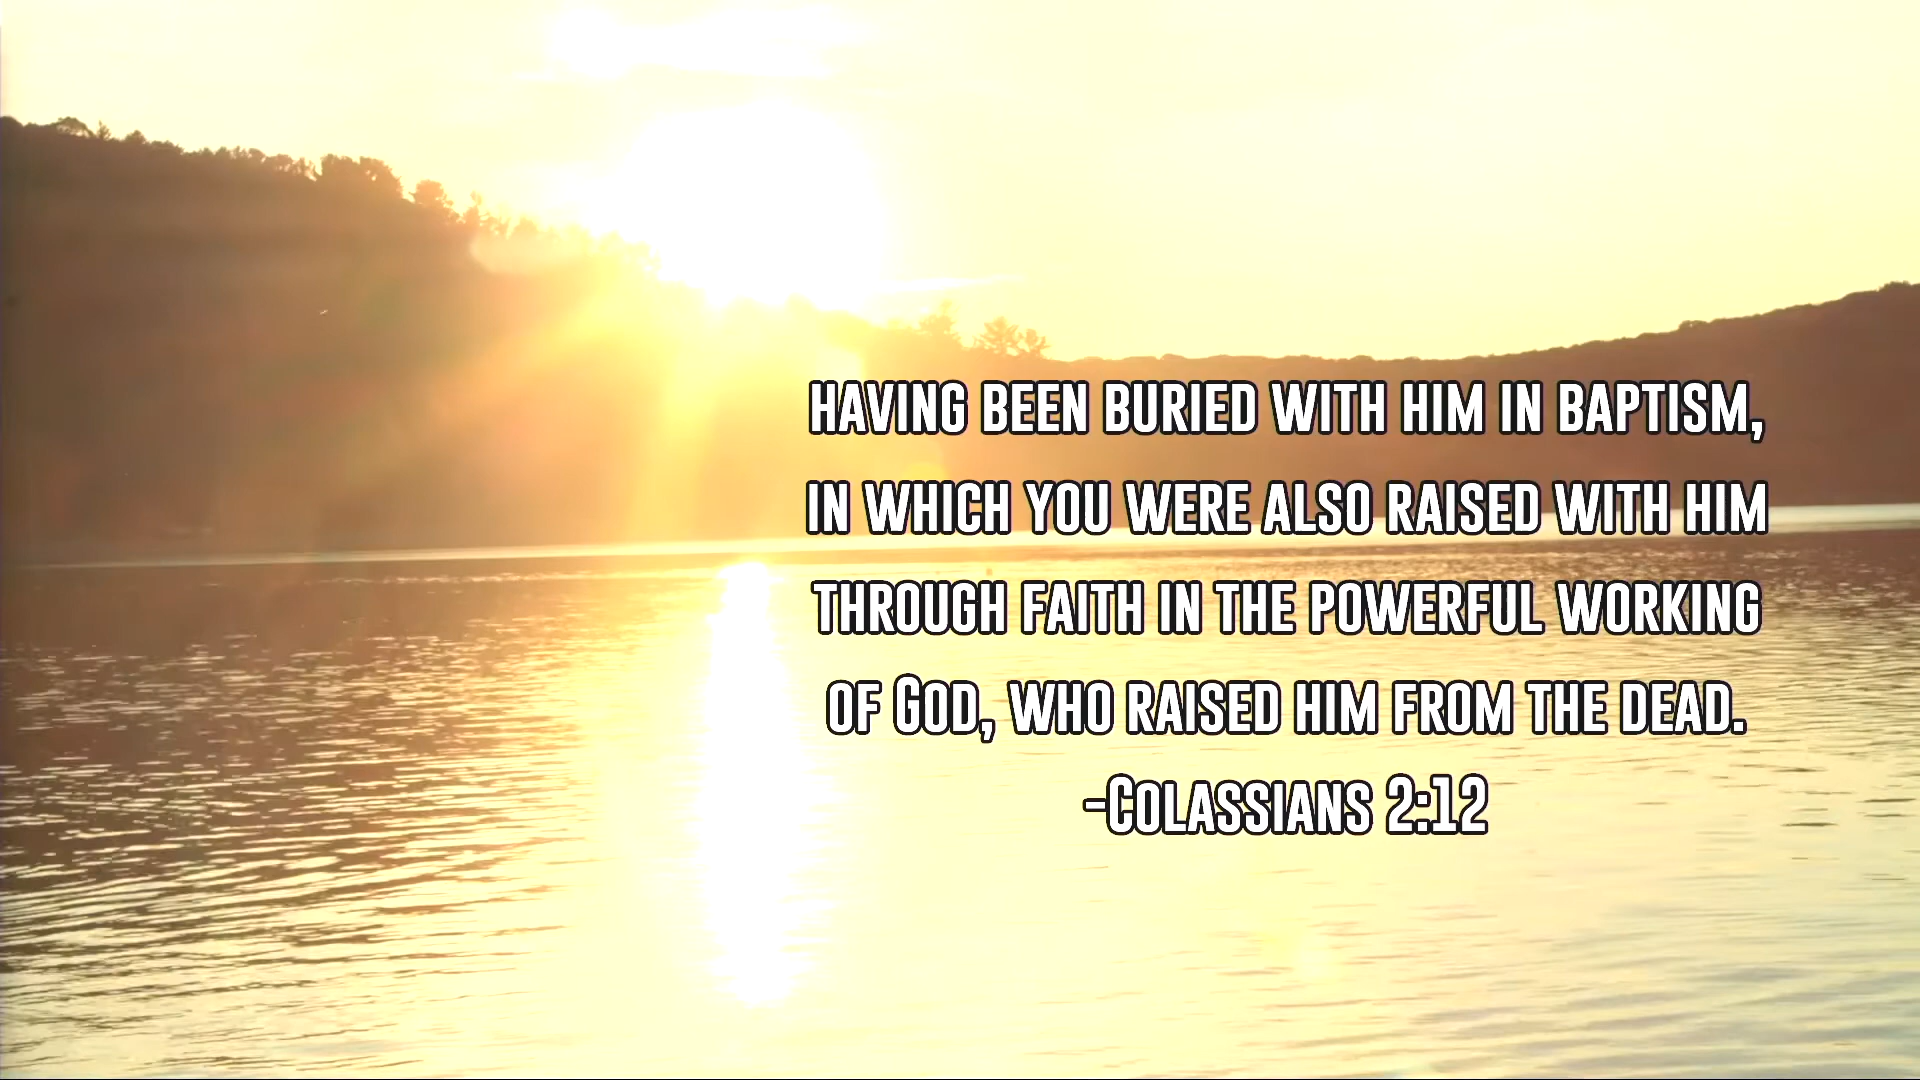 HAVING BEEN BURIED WITH HIM IN BAPTISM,
IN WHICH YOU WERE ALSO RAISED WITH HIM
THROUGH FAITH IN THE POWERFUL WORKING
OF GOD, WHO RAISED HIM FROM THE DEAD.
-COLASSIANS 2:12